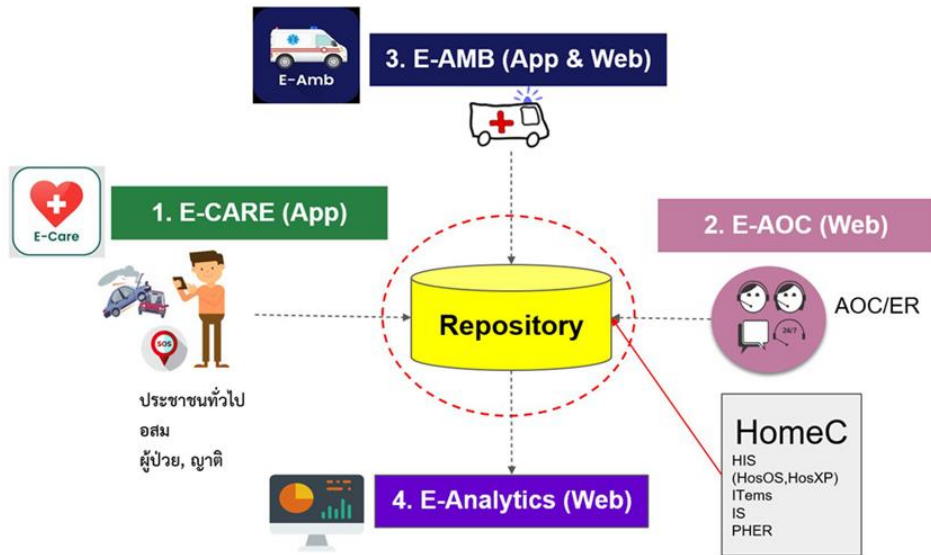 E-Amb
3. E-AMB (App & Web)
E-Care
1. E-CARE (App)
2. E-AOC (Web)
SOS
ประชาชนทั่วไป
อสม
ผู้ป่วย, ญาติ
Repository
24/7
AOC/ER
HomeC
HIS
(HosOS,HosXP)
ITems
IS
PHER
4. E-Analytics (Web)